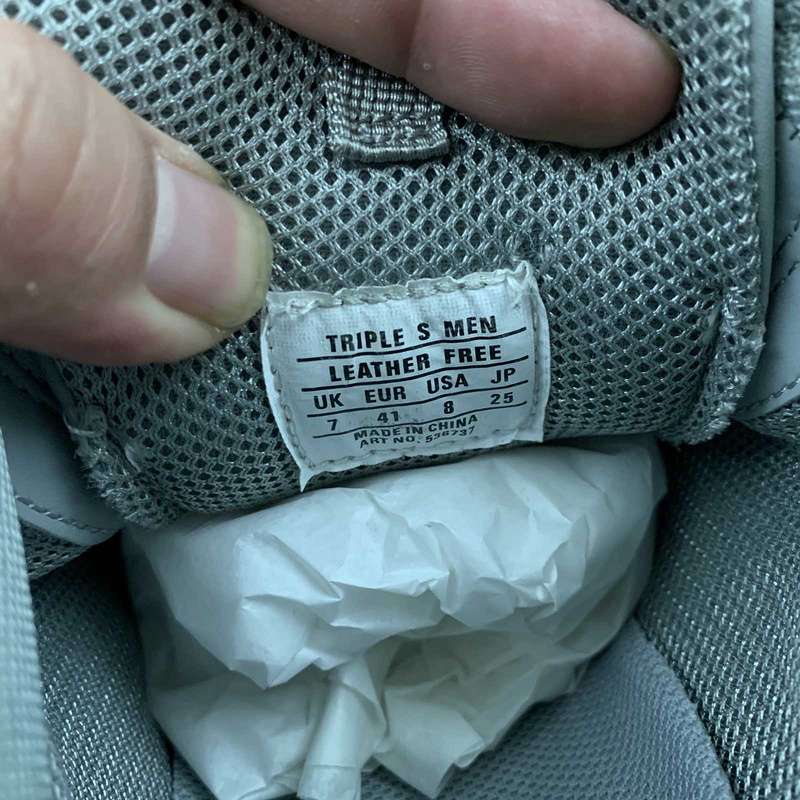 TRIPLE S MEN
LEATHER FREE
UK EUR USA JP
7 41 8 25
MADE IN CHINA
ART NO. 536737